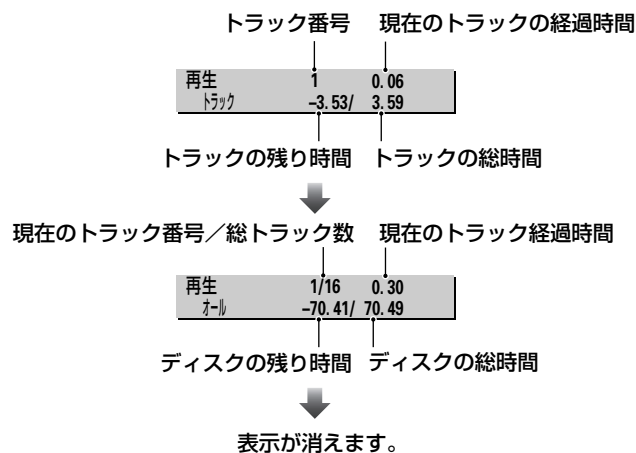 トラック番号　現在のトラックの経過時間
再生　1　0.06
ﾄﾗｯｸ　–3.53/　3.59
トラックの残り時間　トラックの総時間
現在のトラック番号／総トラック数　現在のトラック経過時間
再生　1/16　0.30
ｵｰﾙ　–70.41/　70.49
ディスクの残り時間　ディスクの総時間
表示が消えます。